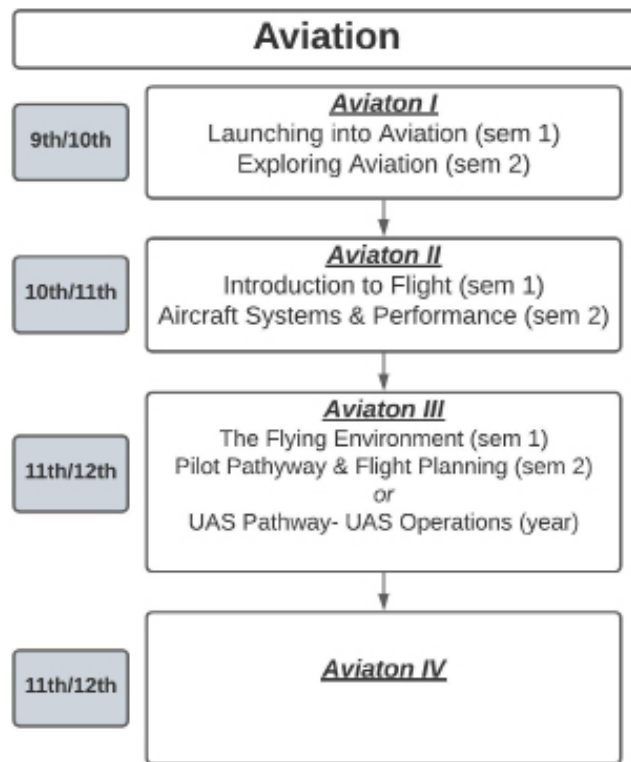 Aviation
9th/10th
Aviaton I
Launching into Aviation (sem 1)
Exploring Aviation (sem 2)
10th/11th
Aviaton II
Introduction to Flight (sem 1)
Aircraft Systems & Performance (sem 2)
11th/12th
Aviaton III
The Flying Environment (sem 1)
Pilot Pathyway & Flight Planning (sem 2)
or
UAS Pathway- UAS Operations (year)
11th/12th
Aviaton IV